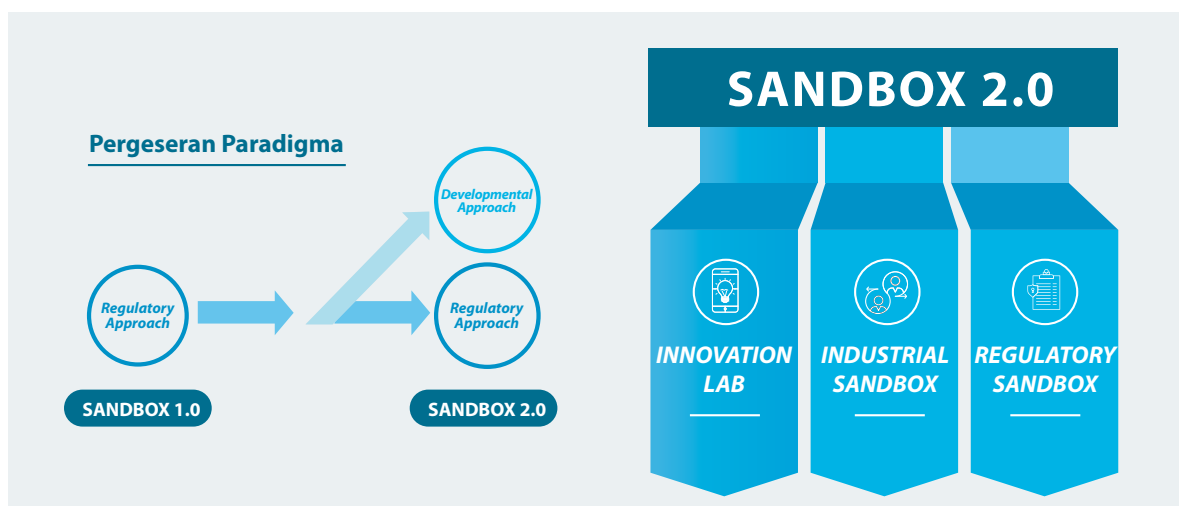 Pergeseran Paradigma
Regulatory
Approach
SANDBOX 1.0
Developmental
Approach
Regulatory
Approach
SANDBOX 2.0
SANDBOX 2.0
INNOVATION
LAB
INDUSTRIAL
SANDBOX
REGULATORY
SANDBOX